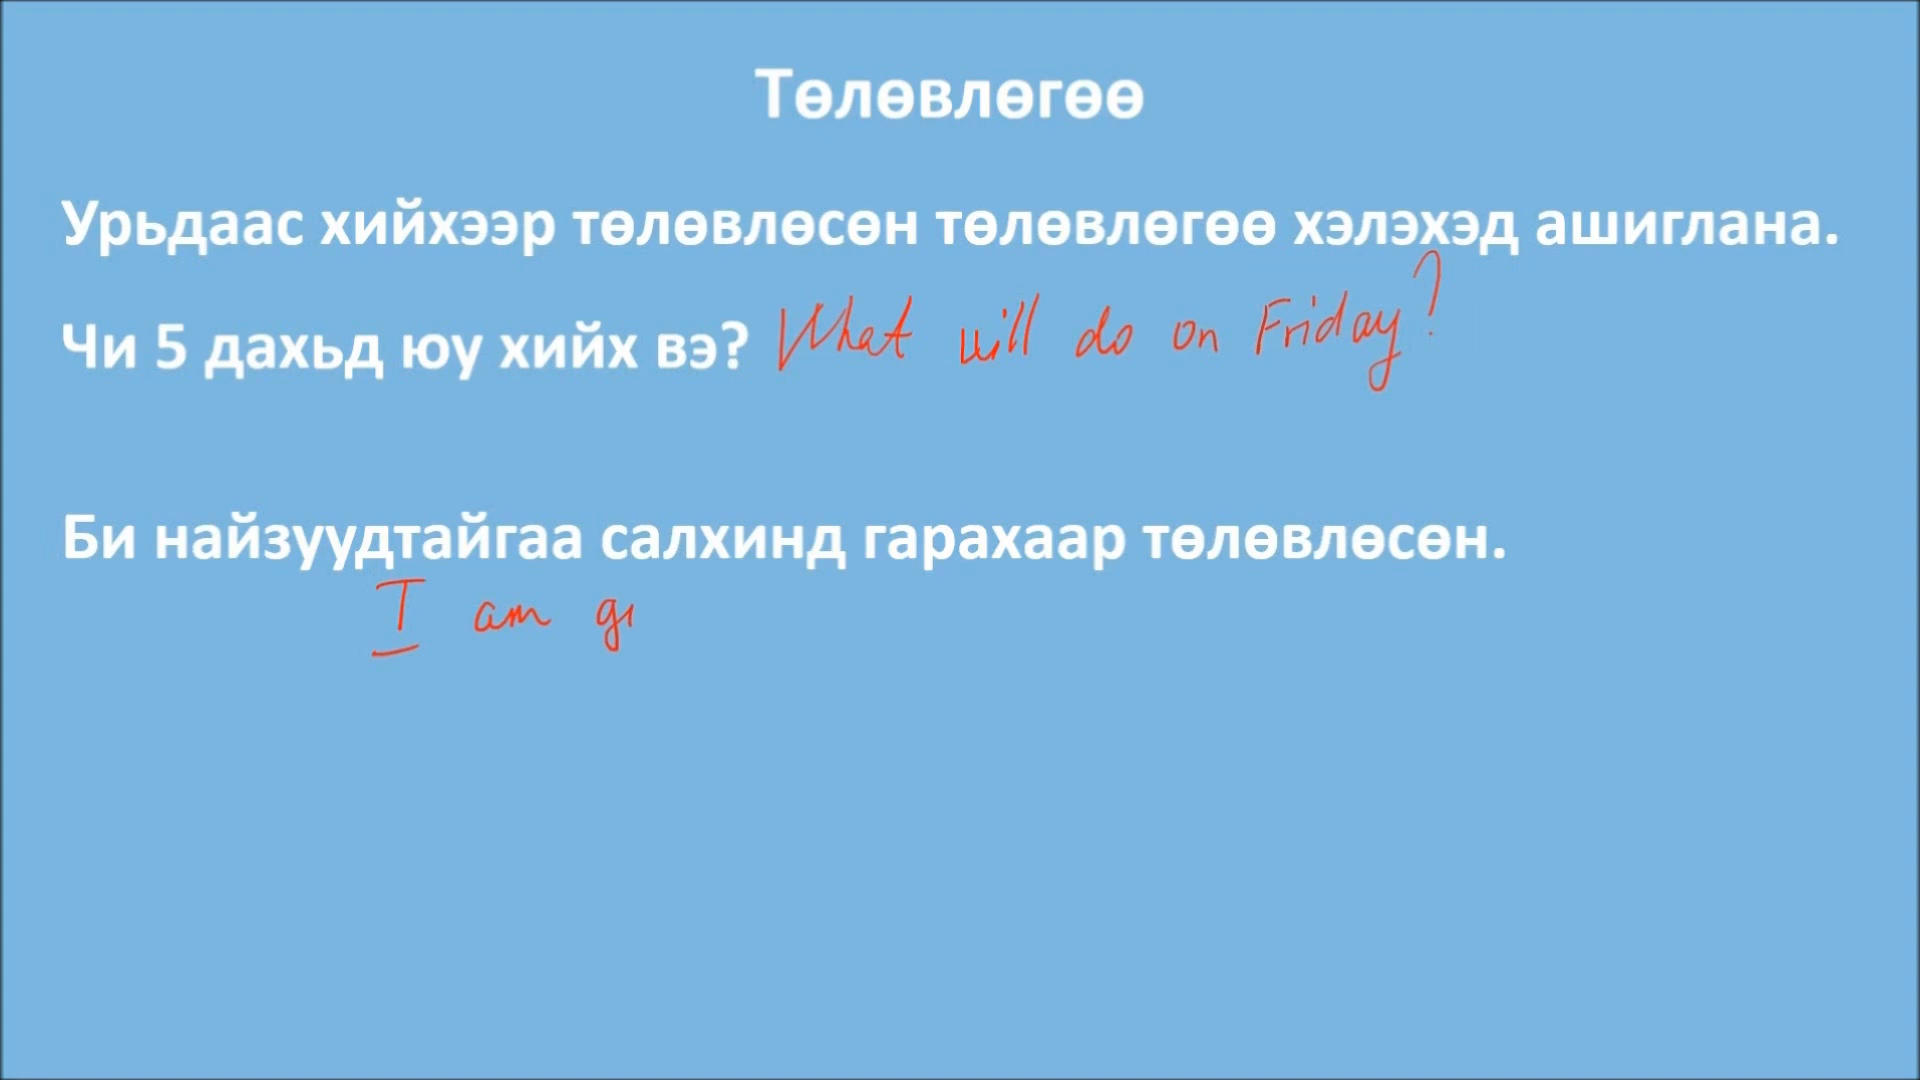 Төлөвлөгөө
Урьдаас хийхээр төлөвлөсөн төлөвлөгөө хэлэхэд ашиглана.
Чи 5 дахьд юу хийх вэ? What will do on Friday?
Би найзуудтайгаа салхинд гарахаар төлөвлөсөн.
I am